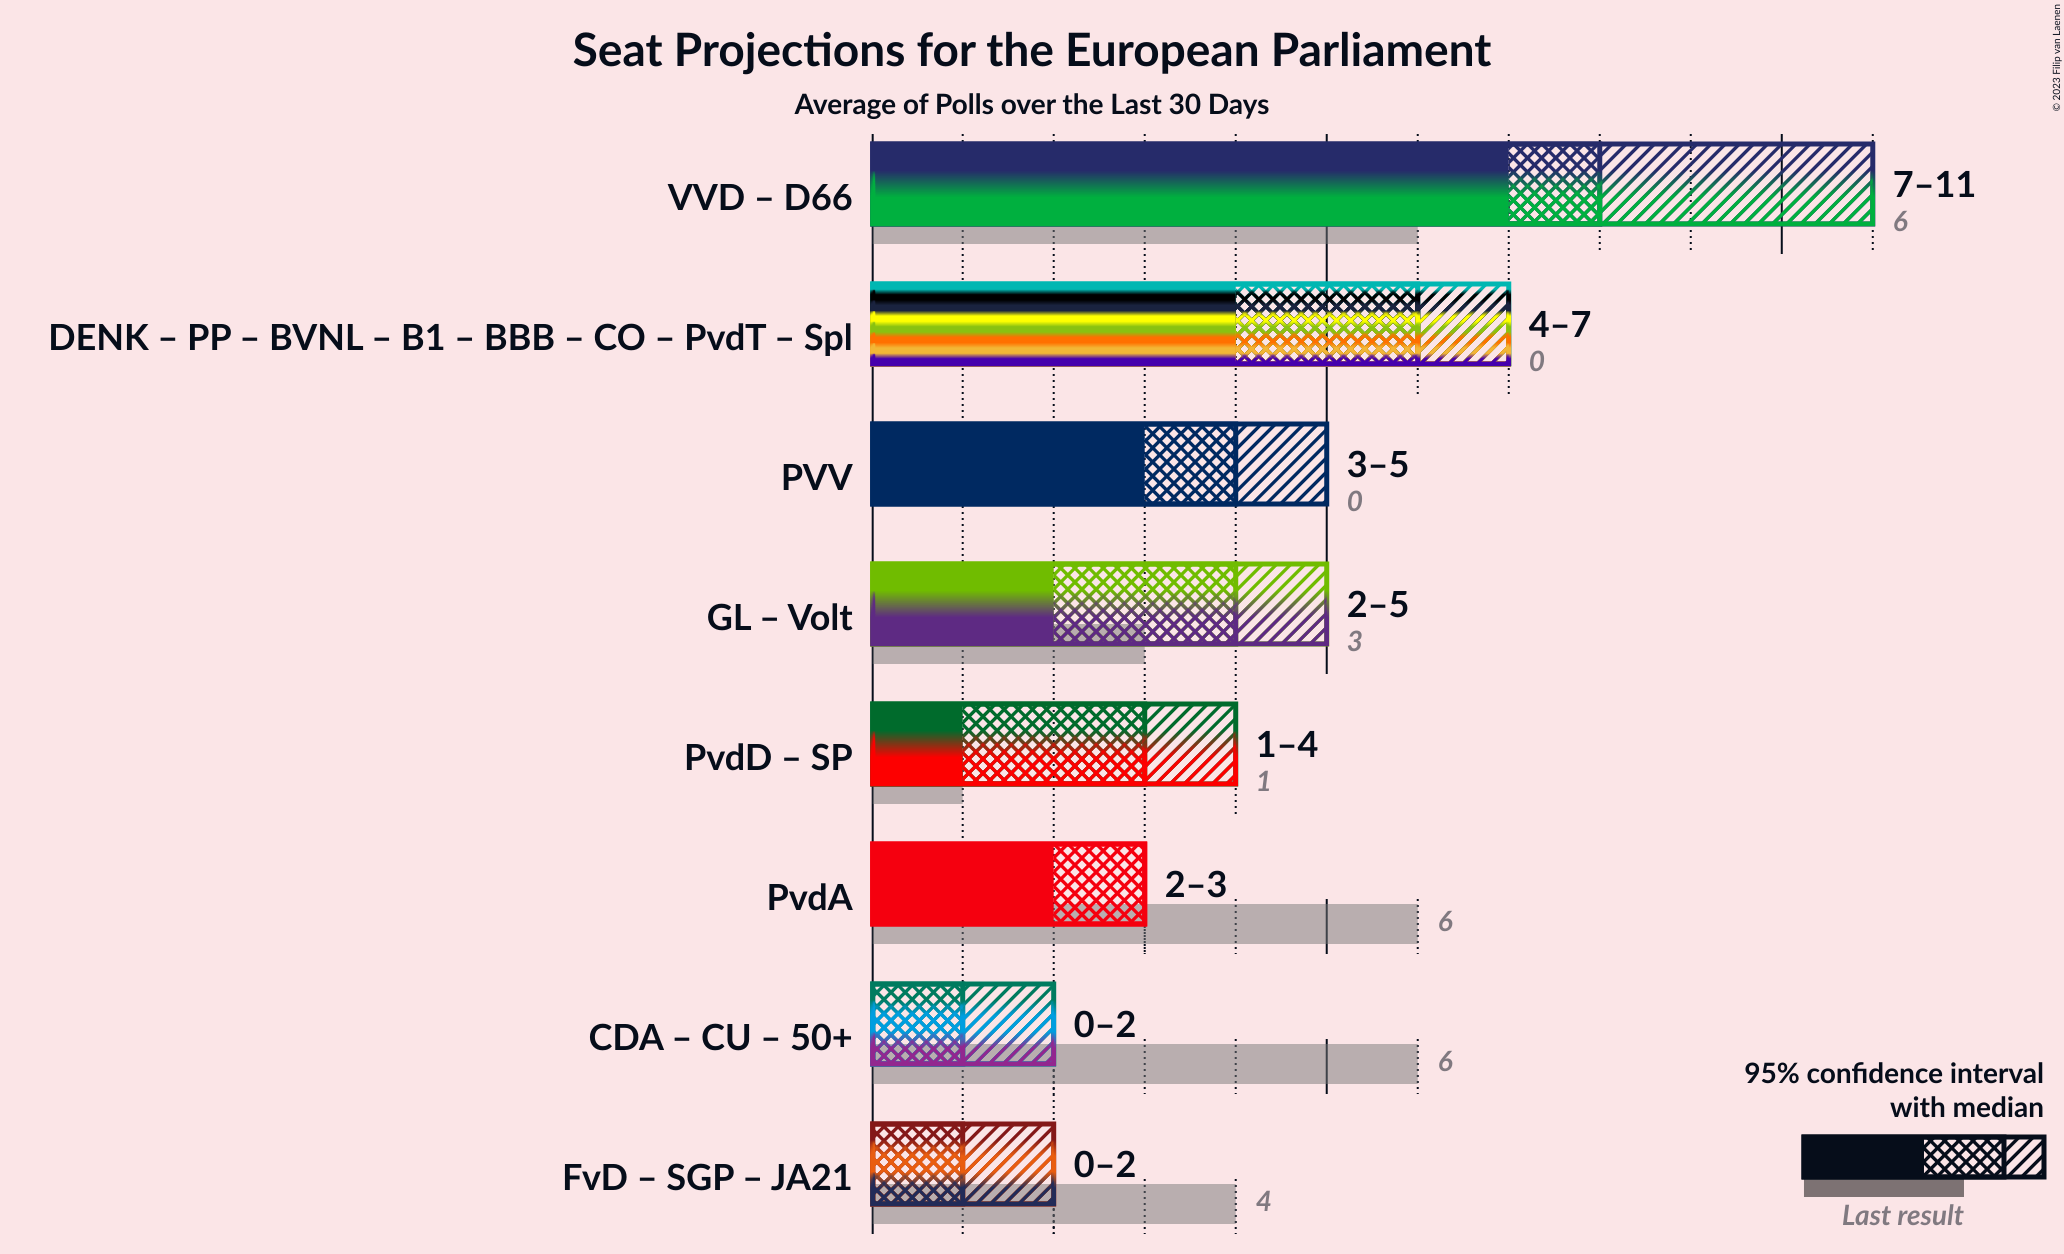 Seat Projections for the European Parliament
Average of Polls over the Last 30 Days
© 2023 Filip van Laenen
VVD – D66
7–11
6
DENK – PP – BVNL – B1 – BBB – CO – PvdT – Spl
4–7
0
PVV
3–5
0
GL – Volt
2–5
3
PvdD – SP
1–4
1
PvdA
2–3
6
CDA – CU – 50+
0–2
6
FvD – SGP – JA21
0–2
4
95% confidence interval
with median
Last result